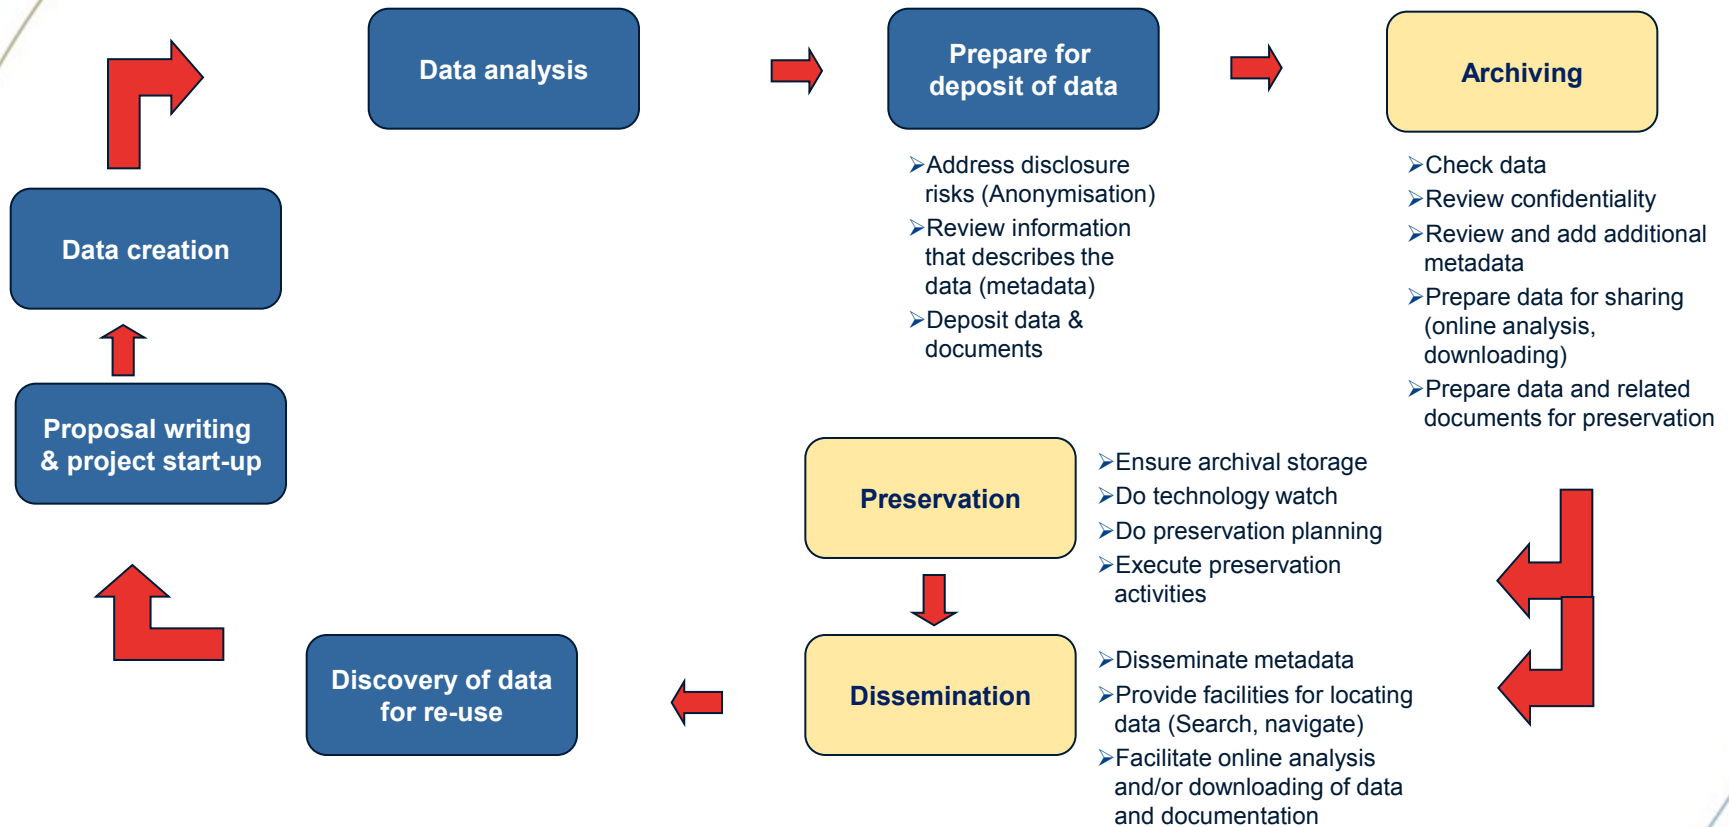 Data analysis
Prepare for
deposit of data
Archiving
➢Address disclosure
risks (Anonymisation)
➢Review information
that describes the
data (metadata)
➢Deposit data &
documents
➢Check data
➢Review confidentiality
➢Review and add additional
metadata
➢Prepare data for sharing
(online analysis,
downloading)
➢Prepare data and related
documents for preservation
Data creation
Proposal writing
& project start-up
Preservation
➢Ensure archival storage
➢Do technology watch
➢Do preservation planning
➢Execute preservation
activities
Discovery of data
for re-use
Dissemination
➢Disseminate metadata
➢Provide facilities for locating
data (Search, navigate)
➢Facilitate online analysis
and/or downloading of data
and documentation